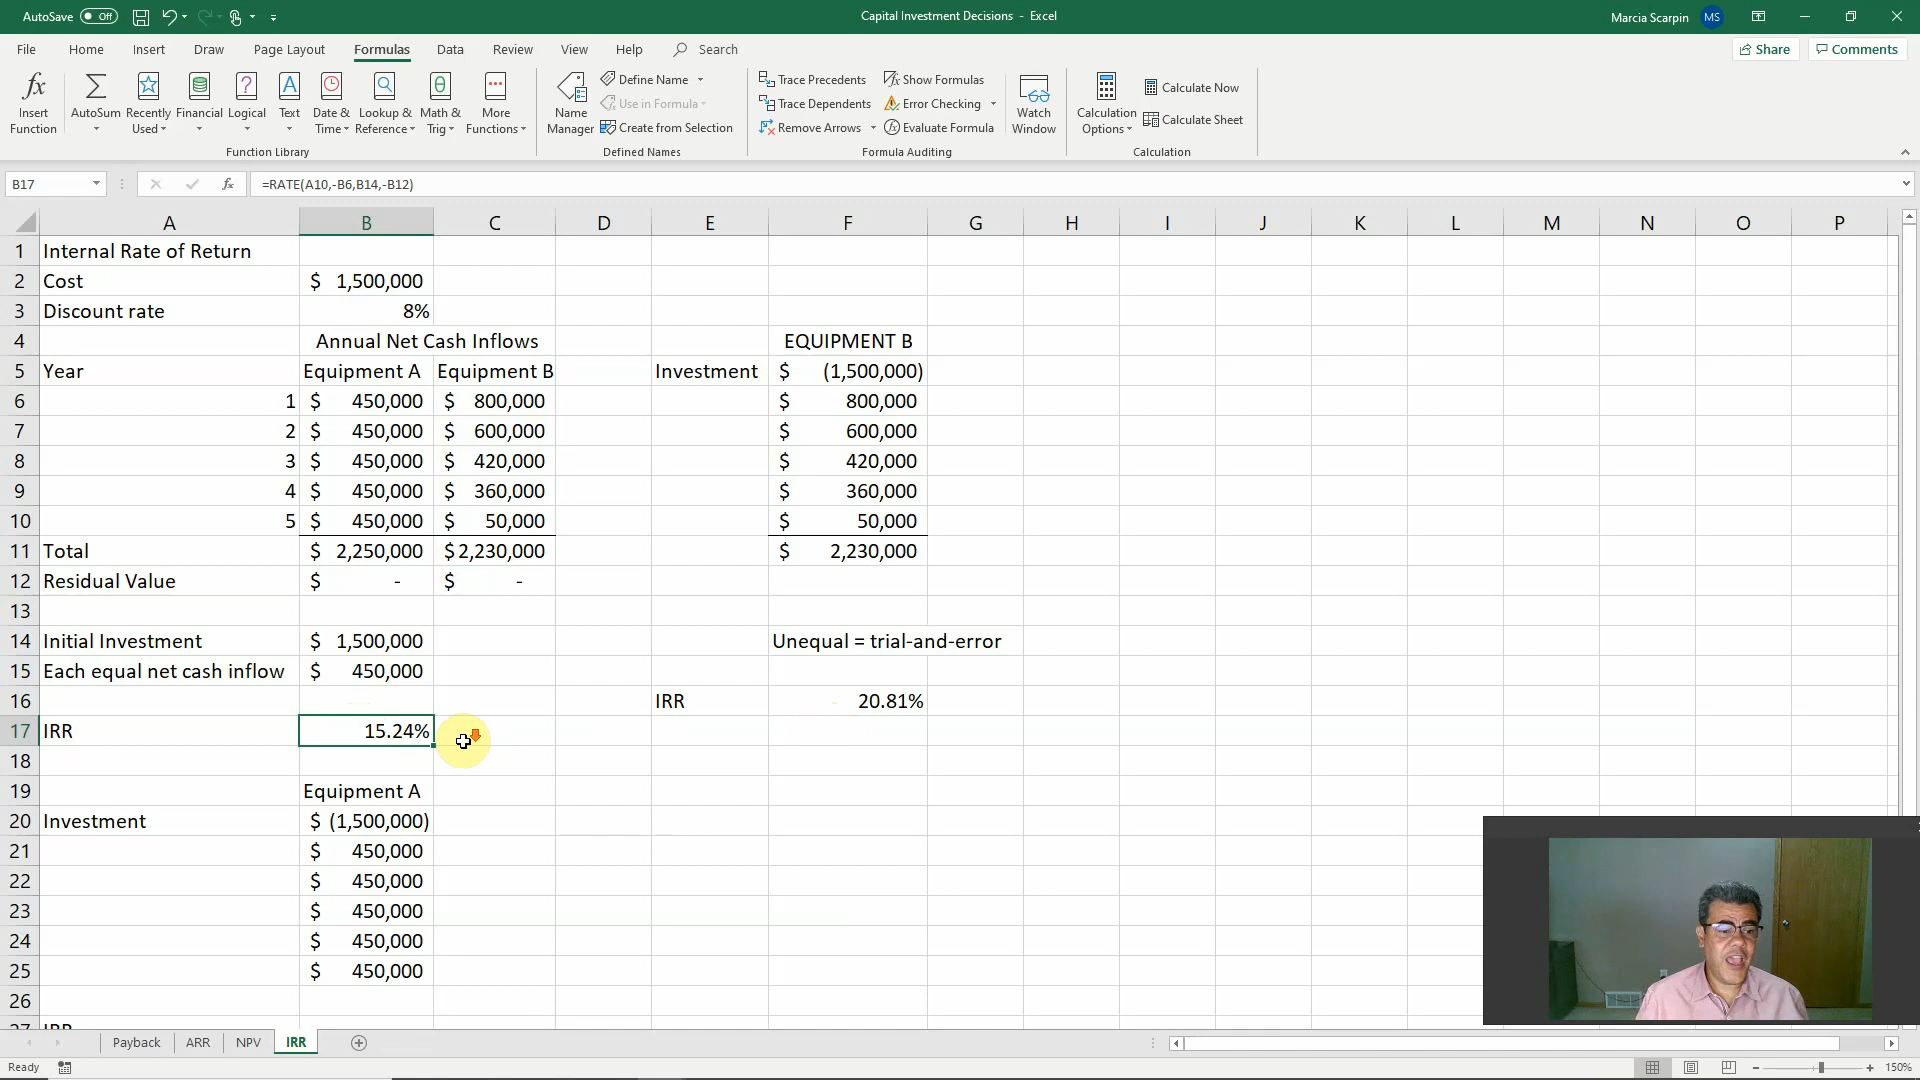 AutoSave Off Capital Investment Decisions - Excel Marcia Scarpin MS
File Home Insert Draw Page Layout Formulas Data Review View Help Search Share Comments
Insert Function AutoSum Recently Used Financial Logical Text Date & Time Lookup & Reference Math & Trig More Functions
Function Library
Name Manager Define Name
Use in Formula
Create from Selection
Defined Names
Trace Precedents Show Formulas
Trace Dependents Error Checking
Remove Arrows Evaluate Formula
Watch Window
Formula Auditing
Calculation Options Calculate Now
Calculate Sheet
Calculation
B17 fx =RATE(A10,-B6,B14,-B12)
A B C D E F G H I J K L M N O P
1 Internal Rate of Return
2 Cost $ 1,500,000
3 Discount rate 8%
4 Annual Net Cash Inflows EQUIPMENT B
5 Year Equipment A Equipment B Investment $ (1,500,000)
6 1 $ 450,000 $ 800,000 $ 800,000
7 2 $ 450,000 $ 600,000 $ 600,000
8 3 $ 450,000 $ 420,000 $ 420,000
9 4 $ 450,000 $ 360,000 $ 360,000
10 5 $ 450,000 $ 50,000 $ 50,000
11 Total $ 2,250,000 $ 2,230,000 $ 2,230,000
12 Residual Value $ - $ -
13
14 Initial Investment $ 1,500,000 Unequal = trial-and-error
15 Each equal net cash inflow $ 450,000
16 IRR 20.81%
17 IRR 15.24%
18
19 Equipment A
20 Investment $ (1,500,000)
21 $ 450,000
22 $ 450,000
23 $ 450,000
24 $ 450,000
25 $ 450,000
26
27 IRR
Payback ARR NPV IRR
Ready 150%